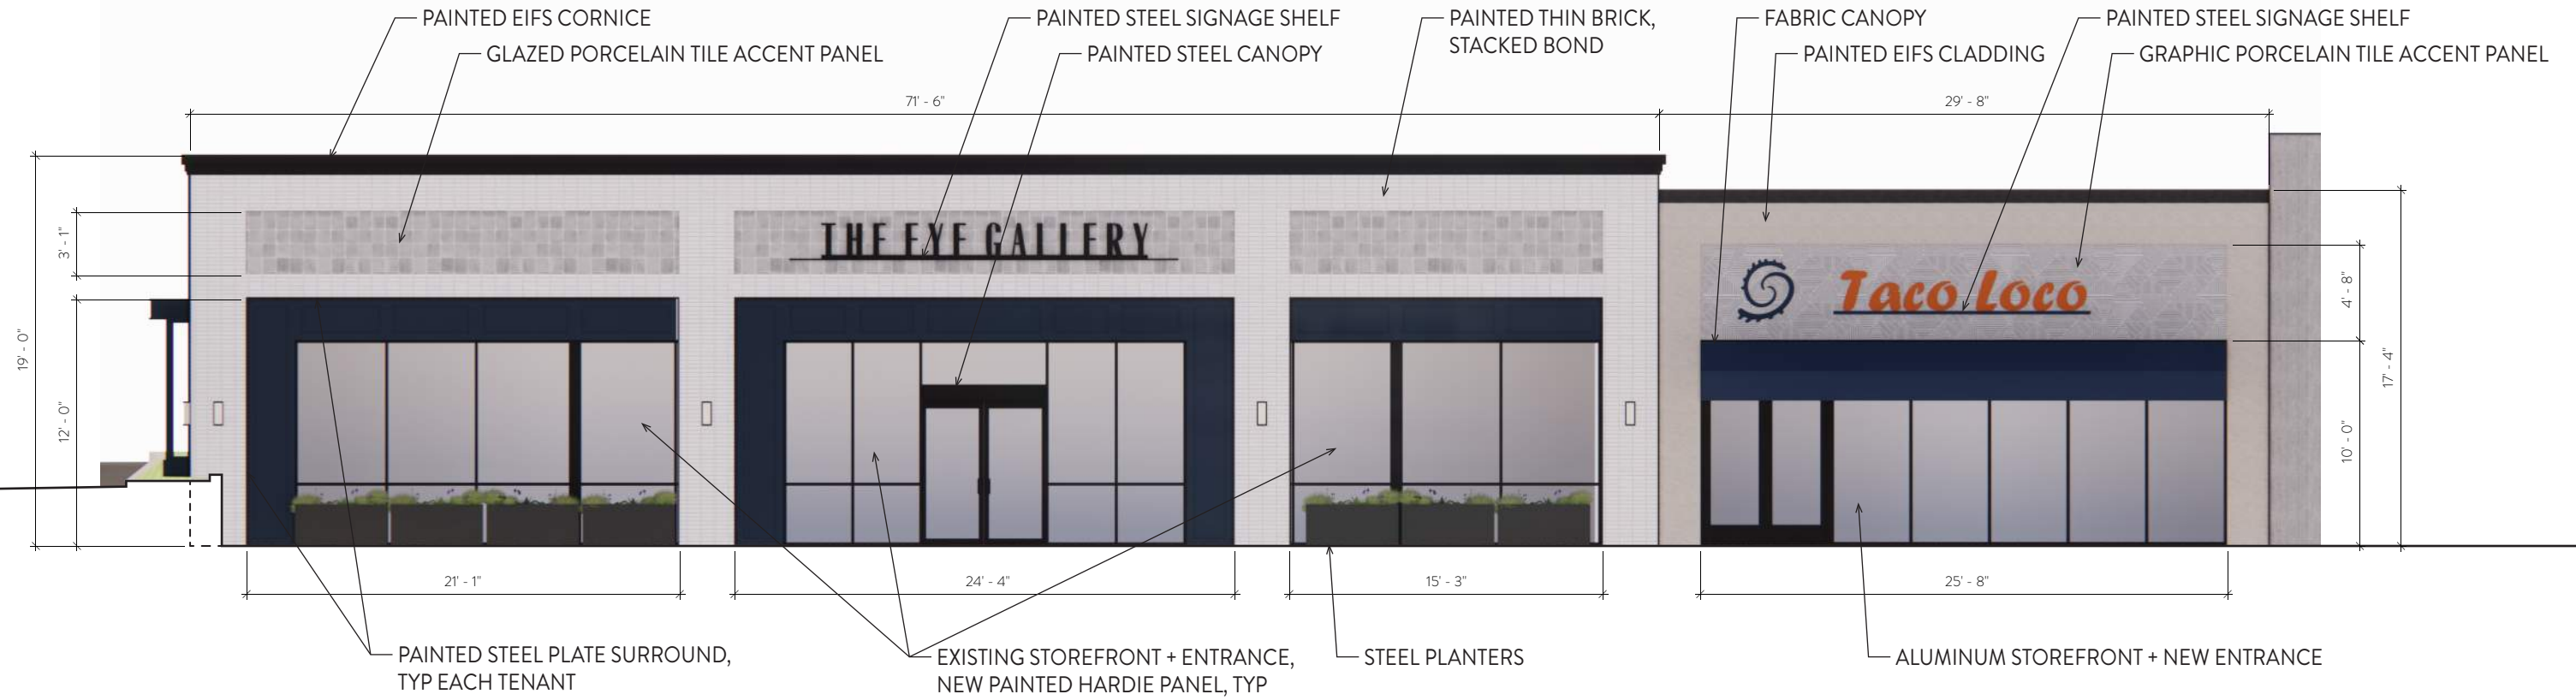 PAINTED EIFS CORNICE
PAINTED STEEL SIGNAGE SHELF
PAINTED THIN BRICK,
STACKED BOND
FABRIC CANOPY
PAINTED STEEL SIGNAGE SHELF
GLAZED PORCELAIN TILE ACCENT PANEL
PAINTED STEEL CANOPY
PAINTED EIFS CLADDING
GRAPHIC PORCELAIN TILE ACCENT PANEL
71' - 6"
29' - 8"
3' - 1"
19' - 0"
12' - 0"
THE EYE GALLERY
Taco Loco
4' - 8"
17' - 4"
10' - 0"
21' - 1"
24' - 4"
15' - 3"
25' - 8"
PAINTED STEEL PLATE SURROUND,
TYP EACH TENANT
EXISTING STOREFRONT + ENTRANCE,
NEW PAINTED HARDIE PANEL, TYP
STEEL PLANTERS
ALUMINUM STOREFRONT + NEW ENTRANCE